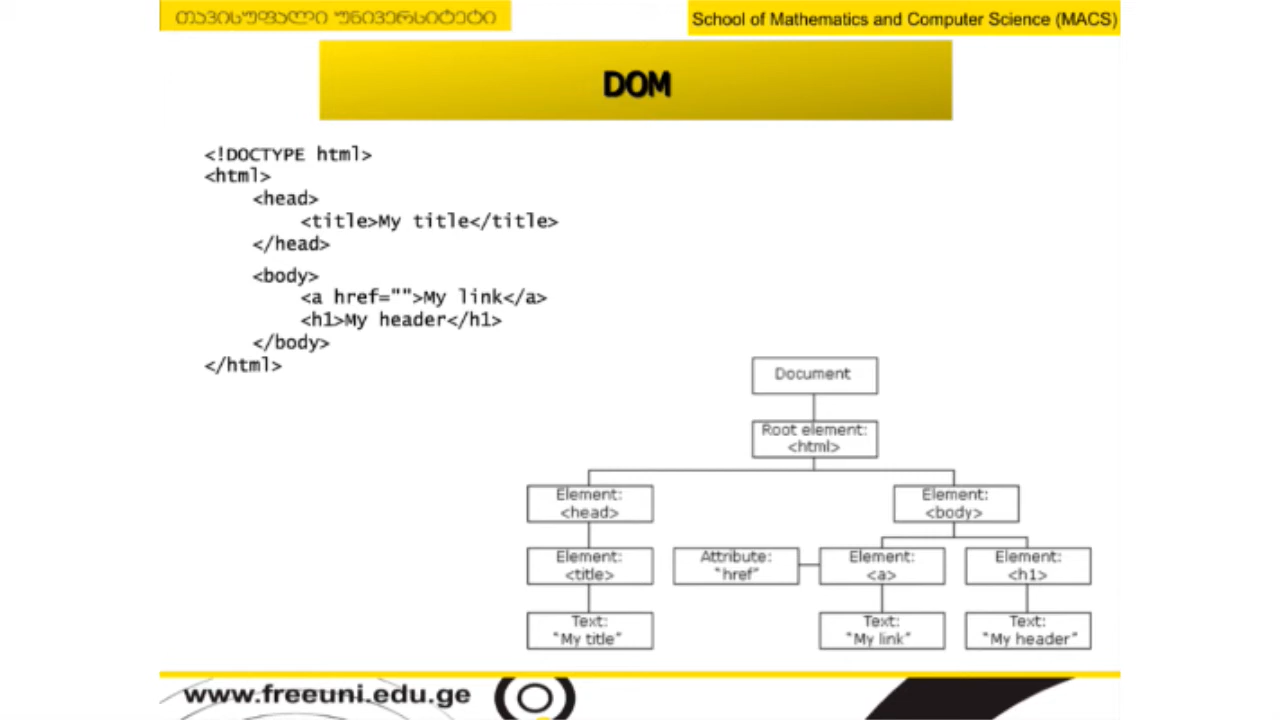 თავისუფალი უნივერსიტეტი
School of Mathematics and Computer Science (MACS)
DOM
<!DOCTYPE html>
<html>
<head>
<title>My title</title>
</head>
<body>
<a href="">My link</a>
<h1>My header</h1>
</body>
</html>
Document
Root element:
<html>
Element:
<head>
Element:
<body>
Element:
<title>
Attribute:
"href"
Element:
<a>
Element:
<h1>
Text:
"My title"
Text:
"My link"
Text:
"My header"
www.freeuni.edu.ge